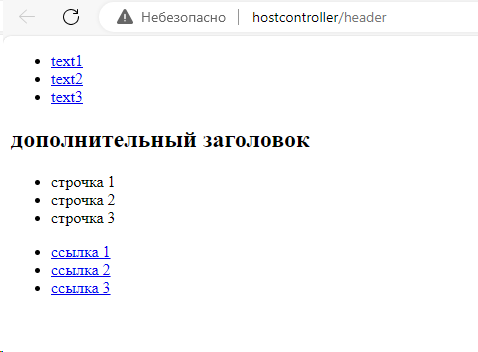 Небезопасно hostcontroller/header
text1
text2
text3
дополнительный заголовок
строчка 1
строчка 2
строчка 3
ссылка 1
ссылка 2
ссылка 3